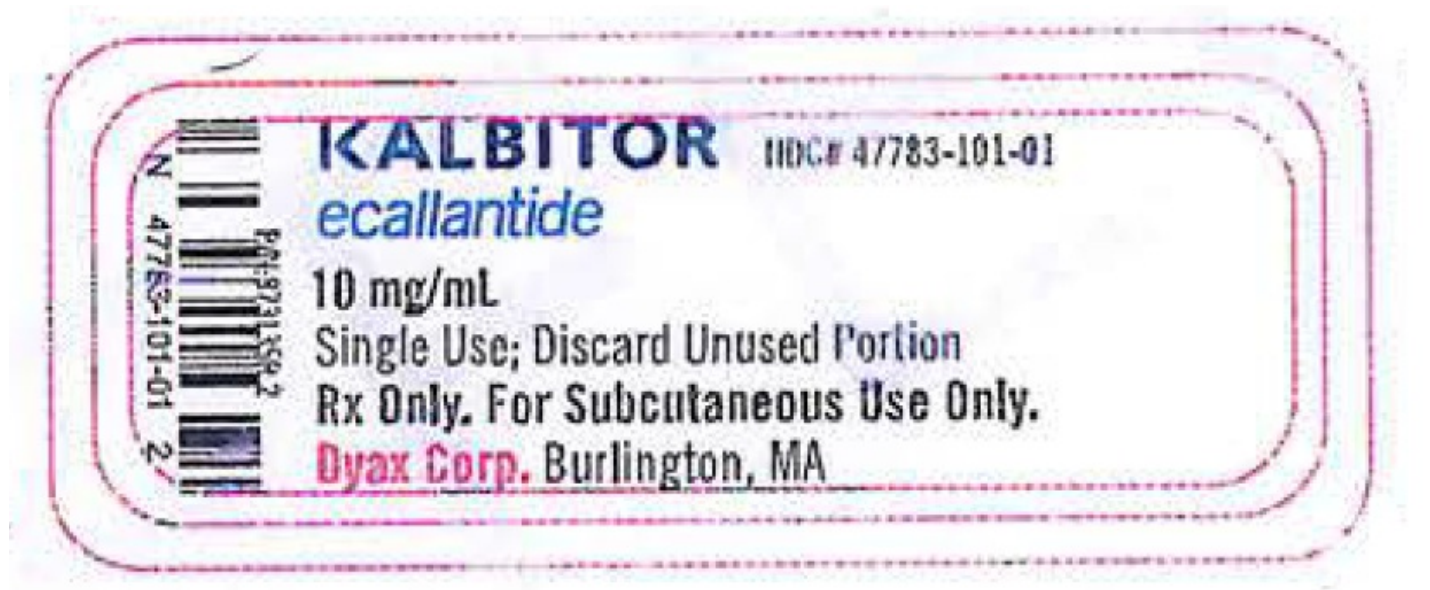 KALBITOR NDC# 47783-101-01
ecallantide
10 mg/mL
Single Use; Discard Unused Portion
Rx Only. For Subcutaneous Use Only.
Dyax Corp. Burlington, MA
N 47783-101-01 2